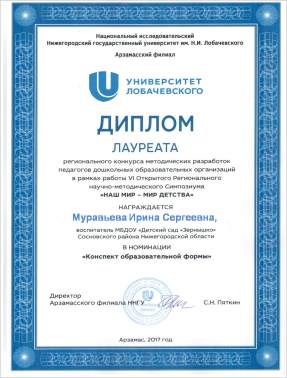 Национальный исследовательский
Нижегородский государственный университет им. Н.И. Лобачевского
Арзамасский филиал
УНИВЕРСИТЕТ
ЛОБАЧЕВСКОГО
ДИПЛОМ
ЛАУРЕАТА
регионального конкурса методических разработок
педагогов дошкольных образовательных организаций
в рамках работы VI Открытого Регионального
научно-методического Симпозиума
«НАШ МИР – МИР ДЕТСТВА»
НАГРАЖДАЕТСЯ
Муравьева Ирина Сергеевна,
воспитатель МБДОУ «Детский сад «Зернышко»
Сосновского района Нижегородской области
В НОМИНАЦИИ
«Конспект образовательной формы»
Директор
Арзамасского филиала ННГУ
С.Н. Пяткин
Арзамас, 2017 год